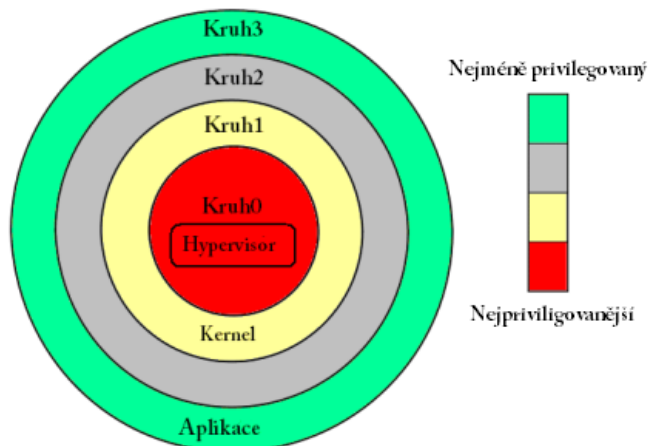 Kruh3
Kruh2
Kruh1
Kruh0
Hypervisor
Kernel
Aplikace
Nejméně privilegovaný
Nejpriviligovanější